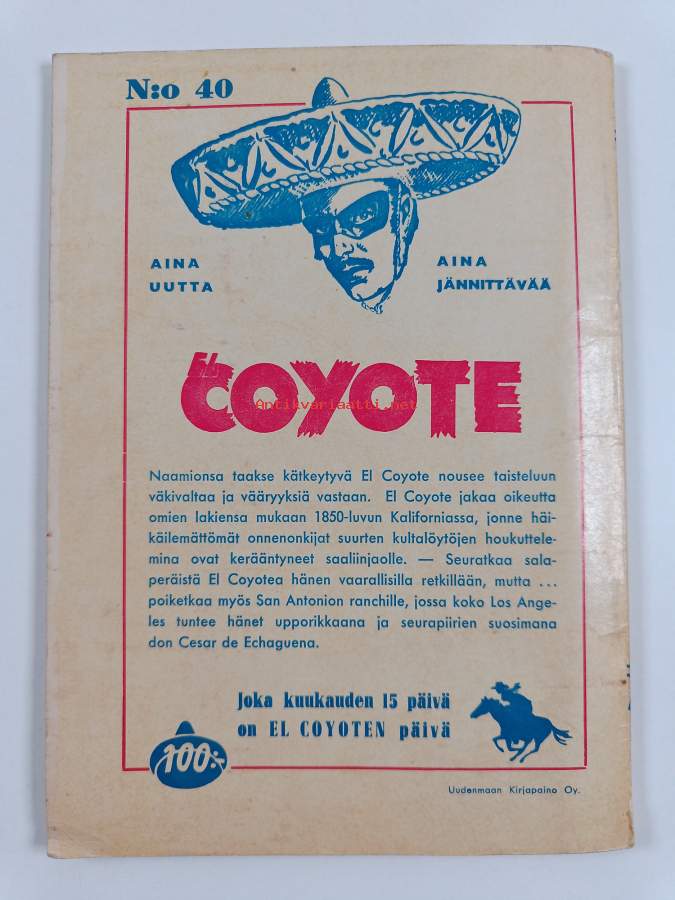 N:o 40
AINA
UUTTA
AINA
JÄNNITTÄVÄÄ
EL
COYOTE
Antikvariaatti.net
Naamionsa taakse kätkeytyvä El Coyote nousee taisteluun
väkivaltaa ja vääryyksiä vastaan. El Coyote jakaa oikeutta
omien lakiensa mukaan 1850-luvun Kaliforniassa, jonne häi-
käilemättömät onnenonkijat suurten kultalöytöjen houkuttele-
mina ovat kerääntyneet saaliinjaolle. — Seuratkaa sala-
peräistä El Coyotea hänen vaarallisilla retkillään, mutta ...
poiketkaa myös San Antonion ranchille, jossa koko Los Ange-
les tuntee hänet upporikkaana ja seurapiirien suosimana
don Cesar de Echaguena.
Joka kuukauden 15 päivä
on EL COYOTEN päivä
100:-
Uudenmaan Kirjapaino Oy.